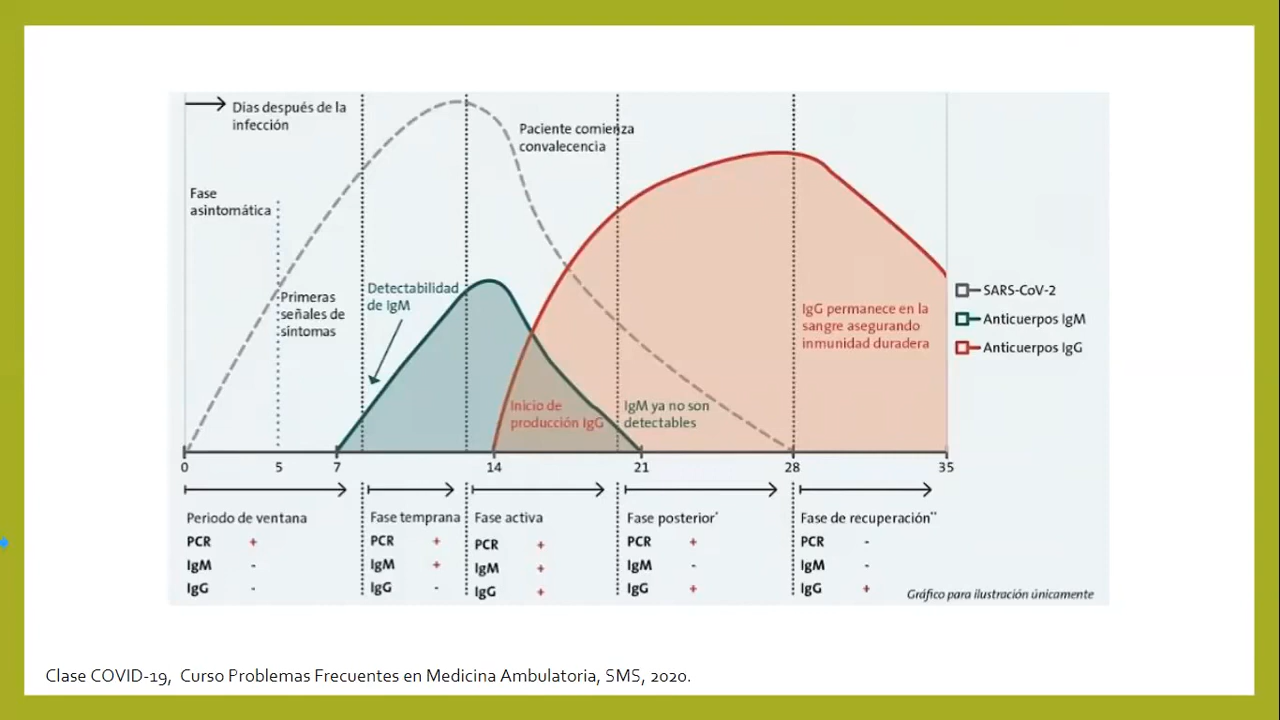 Días después de la
infección
Paciente comienza
convalecencia
Fase
asintomática
Primeras
señales de
síntomas
Detectabilidad
de IgM
IgG permanece en la
sangre asegurando
inmunidad duradera
SARS-CoV-2
Anticuerpos IgM
Anticuerpos IgG
Inicio de
producción IgG
IgM ya no son
detectables
0 5 7 14 21 28 35
Periodo de ventana
PCR +
IgM -
IgG -
Fase temprana
PCR +
IgM +
IgG -
Fase activa
PCR +
IgM +
IgG +
Fase posterior*
PCR +
IgM -
IgG +
Fase de recuperación**
PCR -
IgM -
IgG +
Gráfico para ilustración únicamente
Clase COVID-19, Curso Problemas Frecuentes en Medicina Ambulatoria, SMS, 2020.